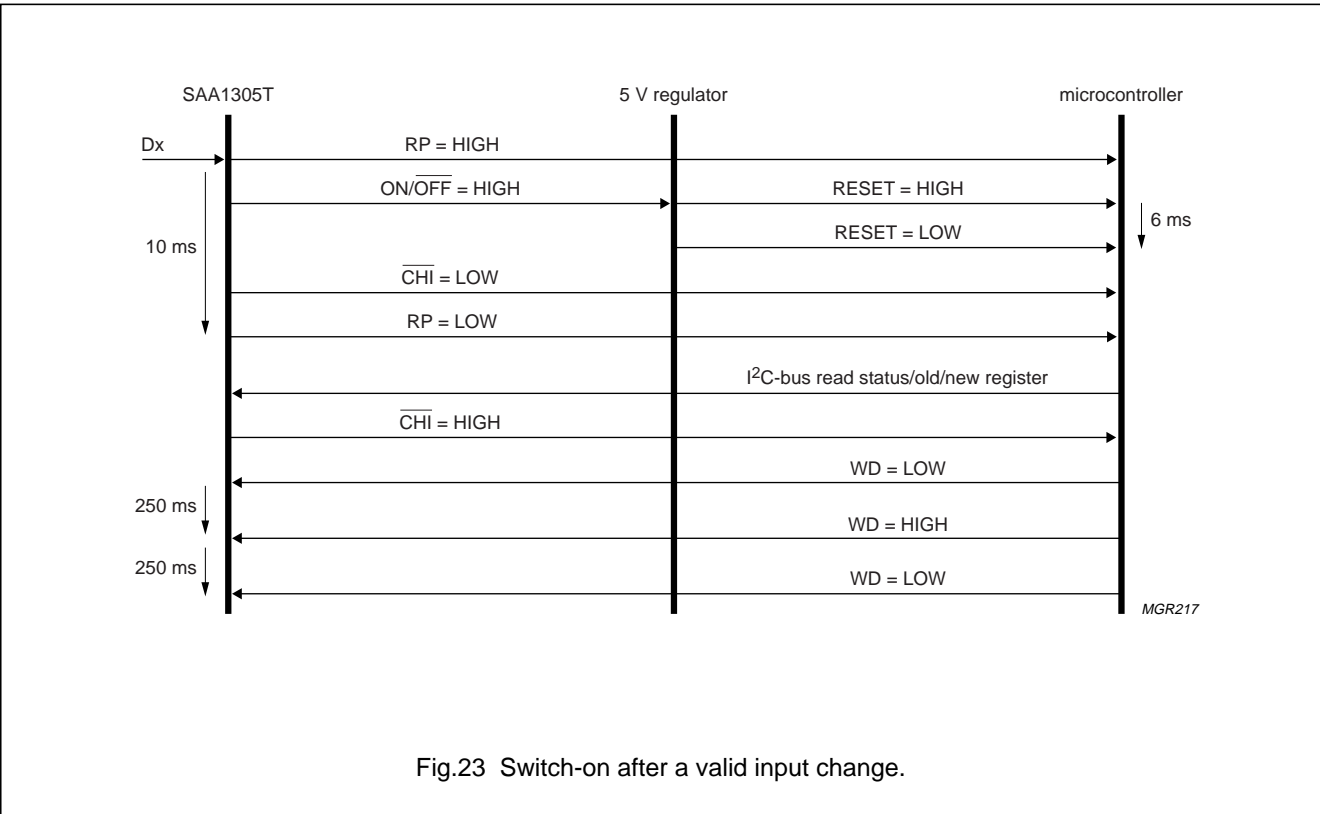 SAA1305T 5 V regulator microcontroller
Dx RP = HIGH
ON/OFF = HIGH RESET = HIGH
6 ms
RESET = LOW
10 ms
CHI = LOW
RP = LOW
I2C-bus read status/old/new register
CHI = HIGH
WD = LOW
250 ms
WD = HIGH
250 ms
WD = LOW
MGR217
Fig.23 Switch-on after a valid input change.